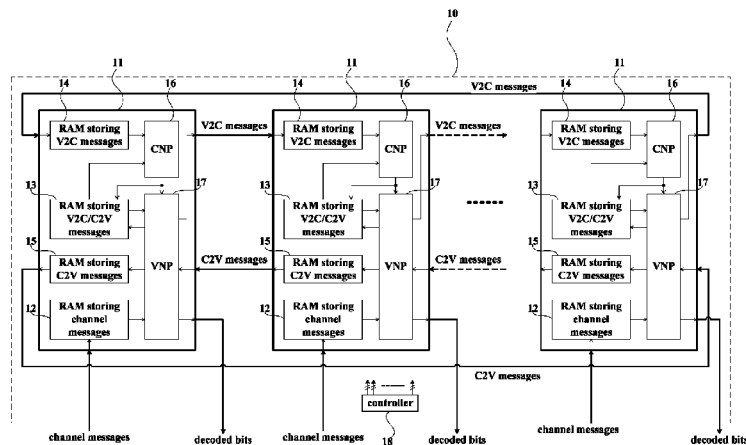 10
11
11
11
14
16
14
16
V2C messages
14
16
RAM storing
V2C messages
CNP
V2C messages
RAM storing
V2C messages
CNP
V2C messages
RAM storing
V2C messages
CNP
13
17
13
17
13
17
RAM storing
V2C/C2V
messages
RAM storing
V2C/C2V
messages
RAM storing
V2C/C2V
messages
15
15
15
RAM storing
C2V messages
VNP
C2V messages
RAM storing
C2V messages
VNP
C2V messages
RAM storing
C2V messages
VNP
12
12
12
RAM storing
channel
messages
RAM storing
channel
messages
RAM storing
channel
messages
C2V messages
controller
channel messages
decoded bits
channel messages
18
decoded bits
channel messages
decoded bits